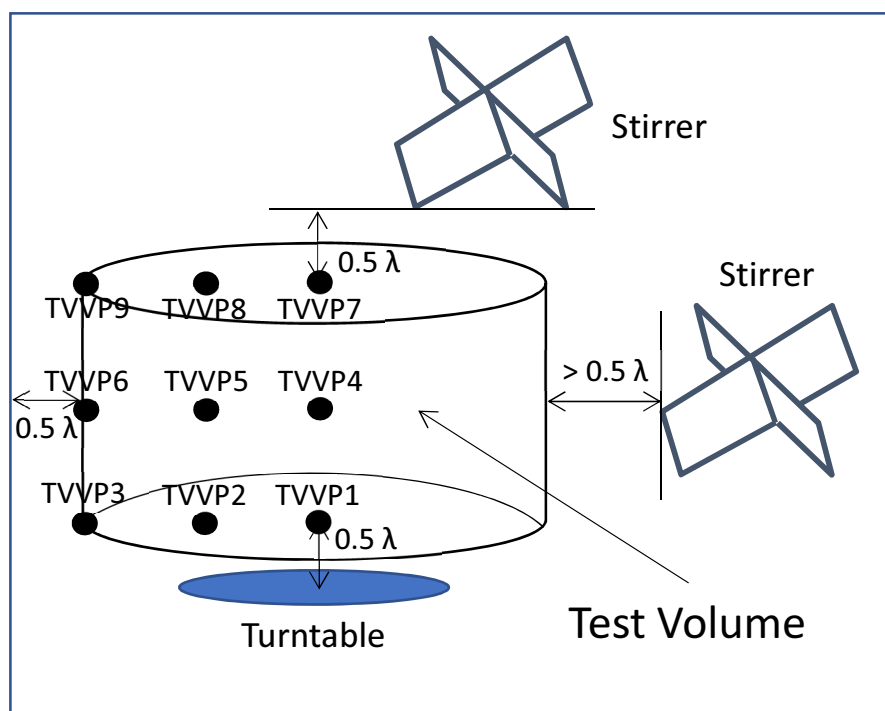 Stirrer
0.5 λ
Stirrer
TVVP9 TVVP8 TVVP7
TVVP6 TVVP5 TVVP4
> 0.5 λ
0.5 λ
TVVP3 TVVP2 TVVP1
0.5 λ
Turntable
Test Volume